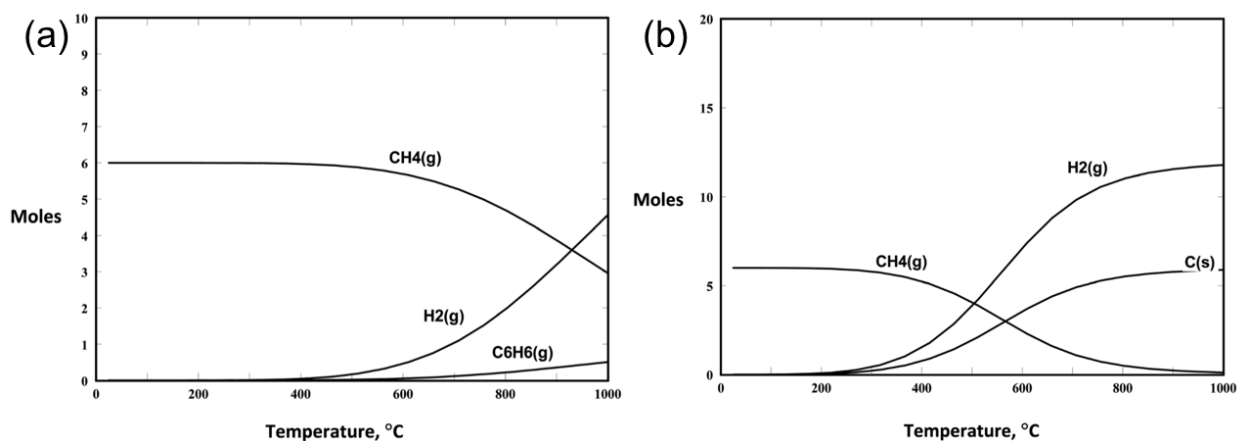 (a)
10
9
8
7
6
5
4
3
2
1
0
Moles
CH4(g)
H2(g)
C6H6(g)
0 200 400 600 800 1000
Temperature, °C
(b)
20
15
10
5
0
Moles
H2(g)
CH4(g)
C(s)
0 200 400 600 800 1000
Temperature, °C